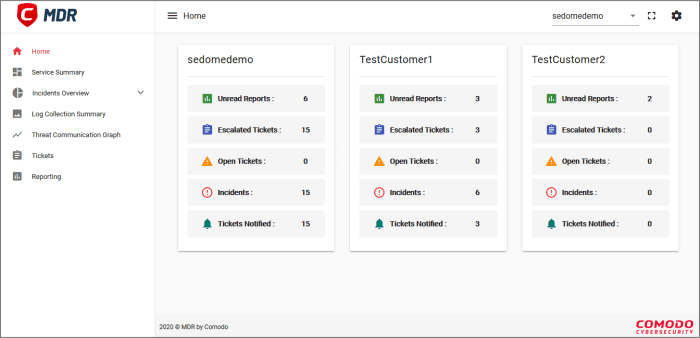 C MDR
Home
sedomedemo
Home
Service Summary
Incidents Overview
Log Collection Summary
Threat Communication Graph
Tickets
Reporting
sedomedemo
Unread Reports : 6
Escalated Tickets : 15
Open Tickets : 0
Incidents : 15
Tickets Notified : 15
TestCustomer1
Unread Reports : 3
Escalated Tickets : 3
Open Tickets : 0
Incidents : 6
Tickets Notified : 3
TestCustomer2
Unread Reports : 2
Escalated Tickets : 0
Open Tickets : 0
Incidents : 0
Tickets Notified : 0
2020 © MDR by Comodo
COMODO
CYBERSECURITY